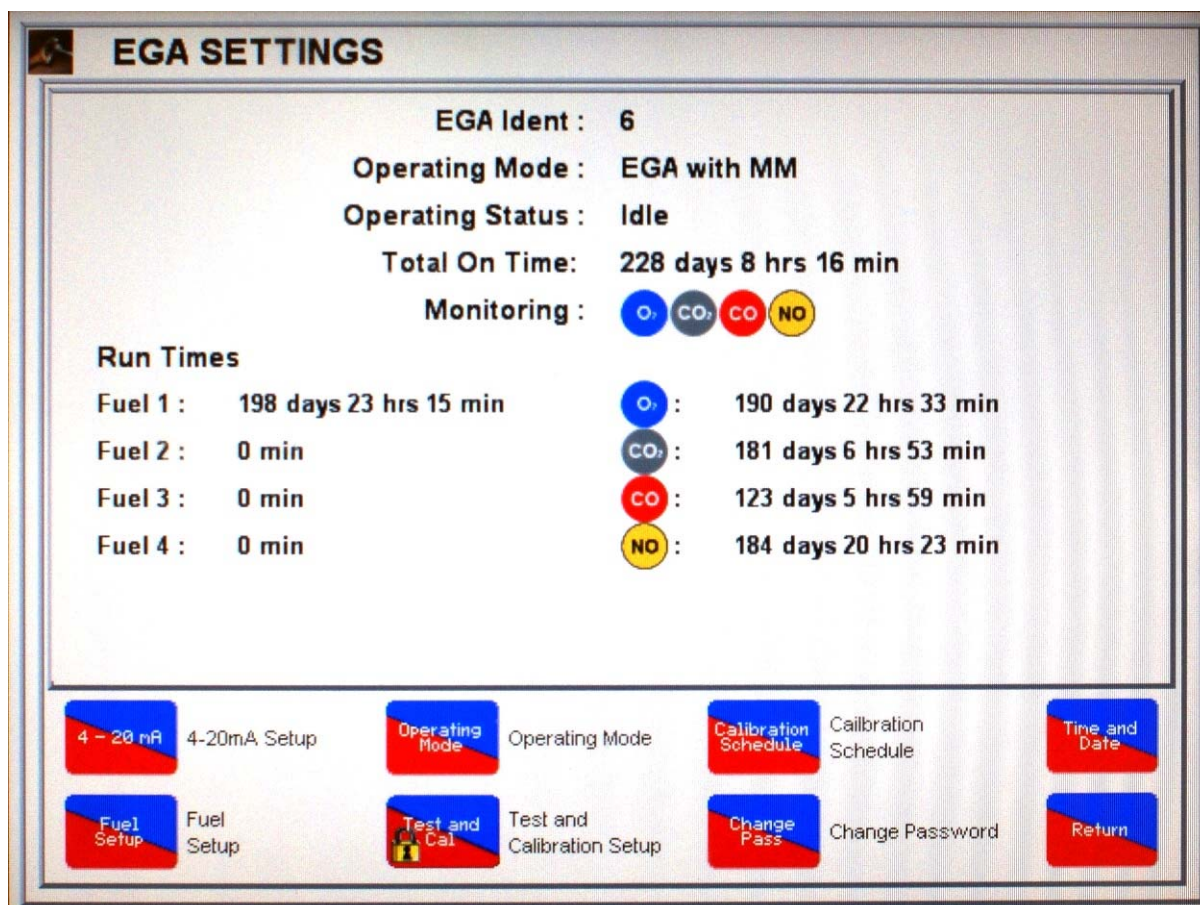 EGA SETTINGS
EGA Ident : 6
Operating Mode : EGA with MM
Operating Status : Idle
Total On Time: 228 days 8 hrs 16 min
Monitoring : O₂ CO₂ CO NO
Run Times
Fuel 1 : 198 days 23 hrs 15 min
O₂ : 190 days 22 hrs 33 min
Fuel 2 : 0 min
CO₂ : 181 days 6 hrs 53 min
Fuel 3 : 0 min
CO : 123 days 5 hrs 59 min
Fuel 4 : 0 min
NO : 184 days 20 hrs 23 min
4 - 20 mA
4-20mA Setup
Operating
Mode
Operating Mode
Calibration
Schedule
Cailbration
Schedule
Time and
Date
Fuel
Setup
Fuel
Setup
Test and
Cal
Test and
Calibration Setup
Change
Pass
Change Password
Return